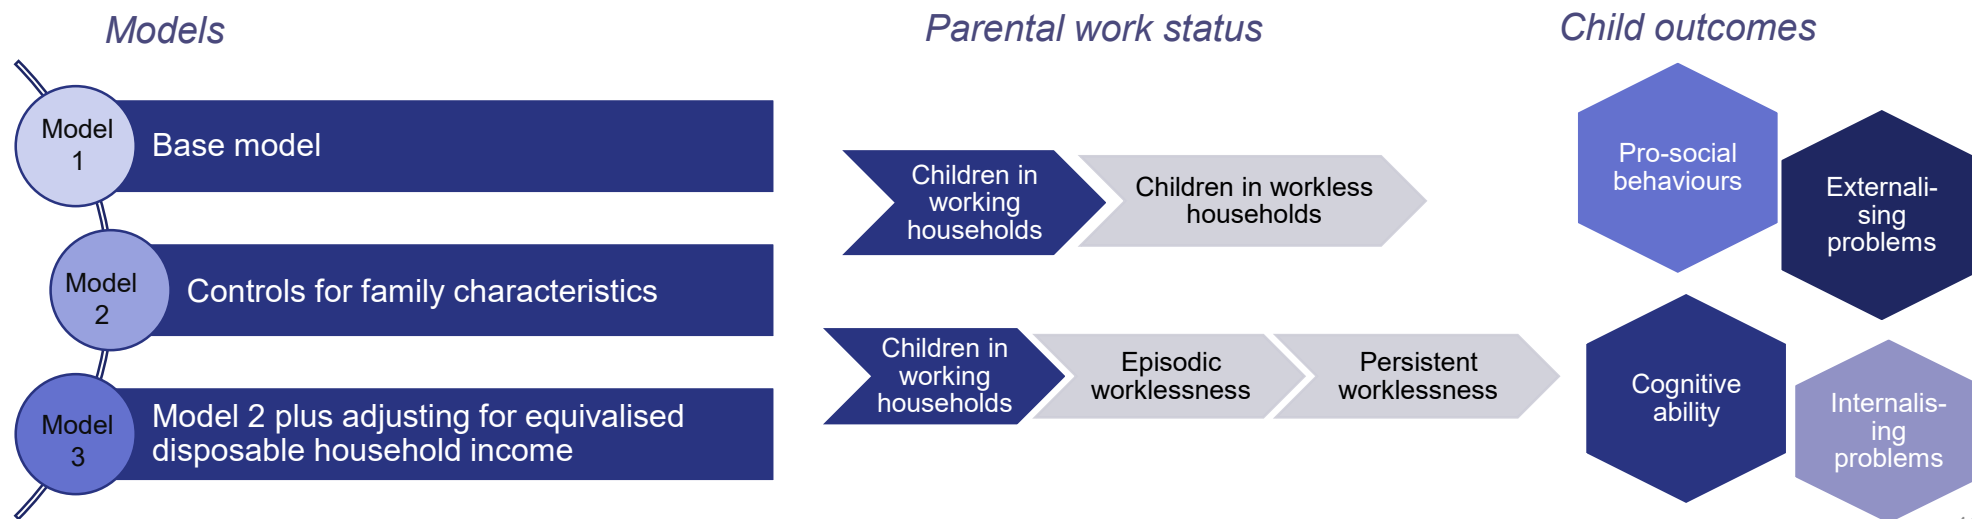 Models
Model
1
Base model
Model
2
Controls for family characteristics
Model
3
Model 2 plus adjusting for equivalised
disposable household income
Parental work status
Children in
working
households
Children in workless
households
Children in
working
households
Episodic
worklessness
Persistent
worklessness
Child outcomes
Pro-social
behaviours
Externali-
sing
problems
Cognitive
ability
Internalis-
ing
problems